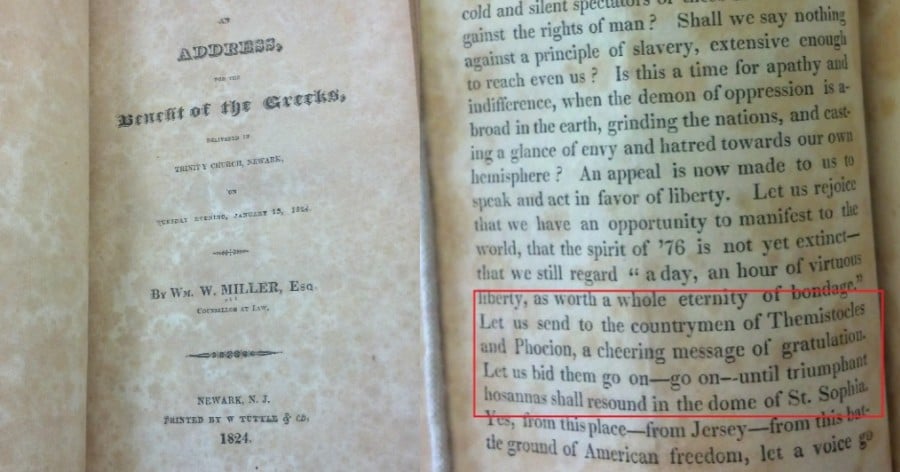 AN
ADDRESS,
FOR THE
Benefit of the Greeks,
DELIVERED IN
TRINITY CHURCH, NEWARK,
ON
TUESDAY EVENING, JANUARY 13, 1824.
BY WM. W. MILLER, ESQ.
COUNSELLOR AT LAW,
NEWARK, N. J.
PRINTED BY W TUTTLE & CO.
1824.
cold and silent spectators of these
gainst the rights of man? Shall we say nothing
against a principle of slavery, extensive enough
to reach even us? Is this a time for apathy and
indifference, when the demon of oppression is a-
broad in the earth, grinding the nations, and cast-
ing a glance of envy and hatred towards our own
hemisphere? An appeal is now made to us to
speak and act in favor of liberty. Let us rejoice
that we have an opportunity to manifest to the
world, that the spirit of '76 is not yet extinct—
that we still regard "a day, an hour of virtuous
liberty, as worth a whole eternity of bondage."
Let us send to the countrymen of Themistocles
and Phocion, a cheering message of gratulation.
Let us bid them go on—go on--until triumphant
hosannas shall resound in the dome of St. Sophia.
Yes, from this place—from Jersey—from this bat-
tle ground of American freedom, let a voice go